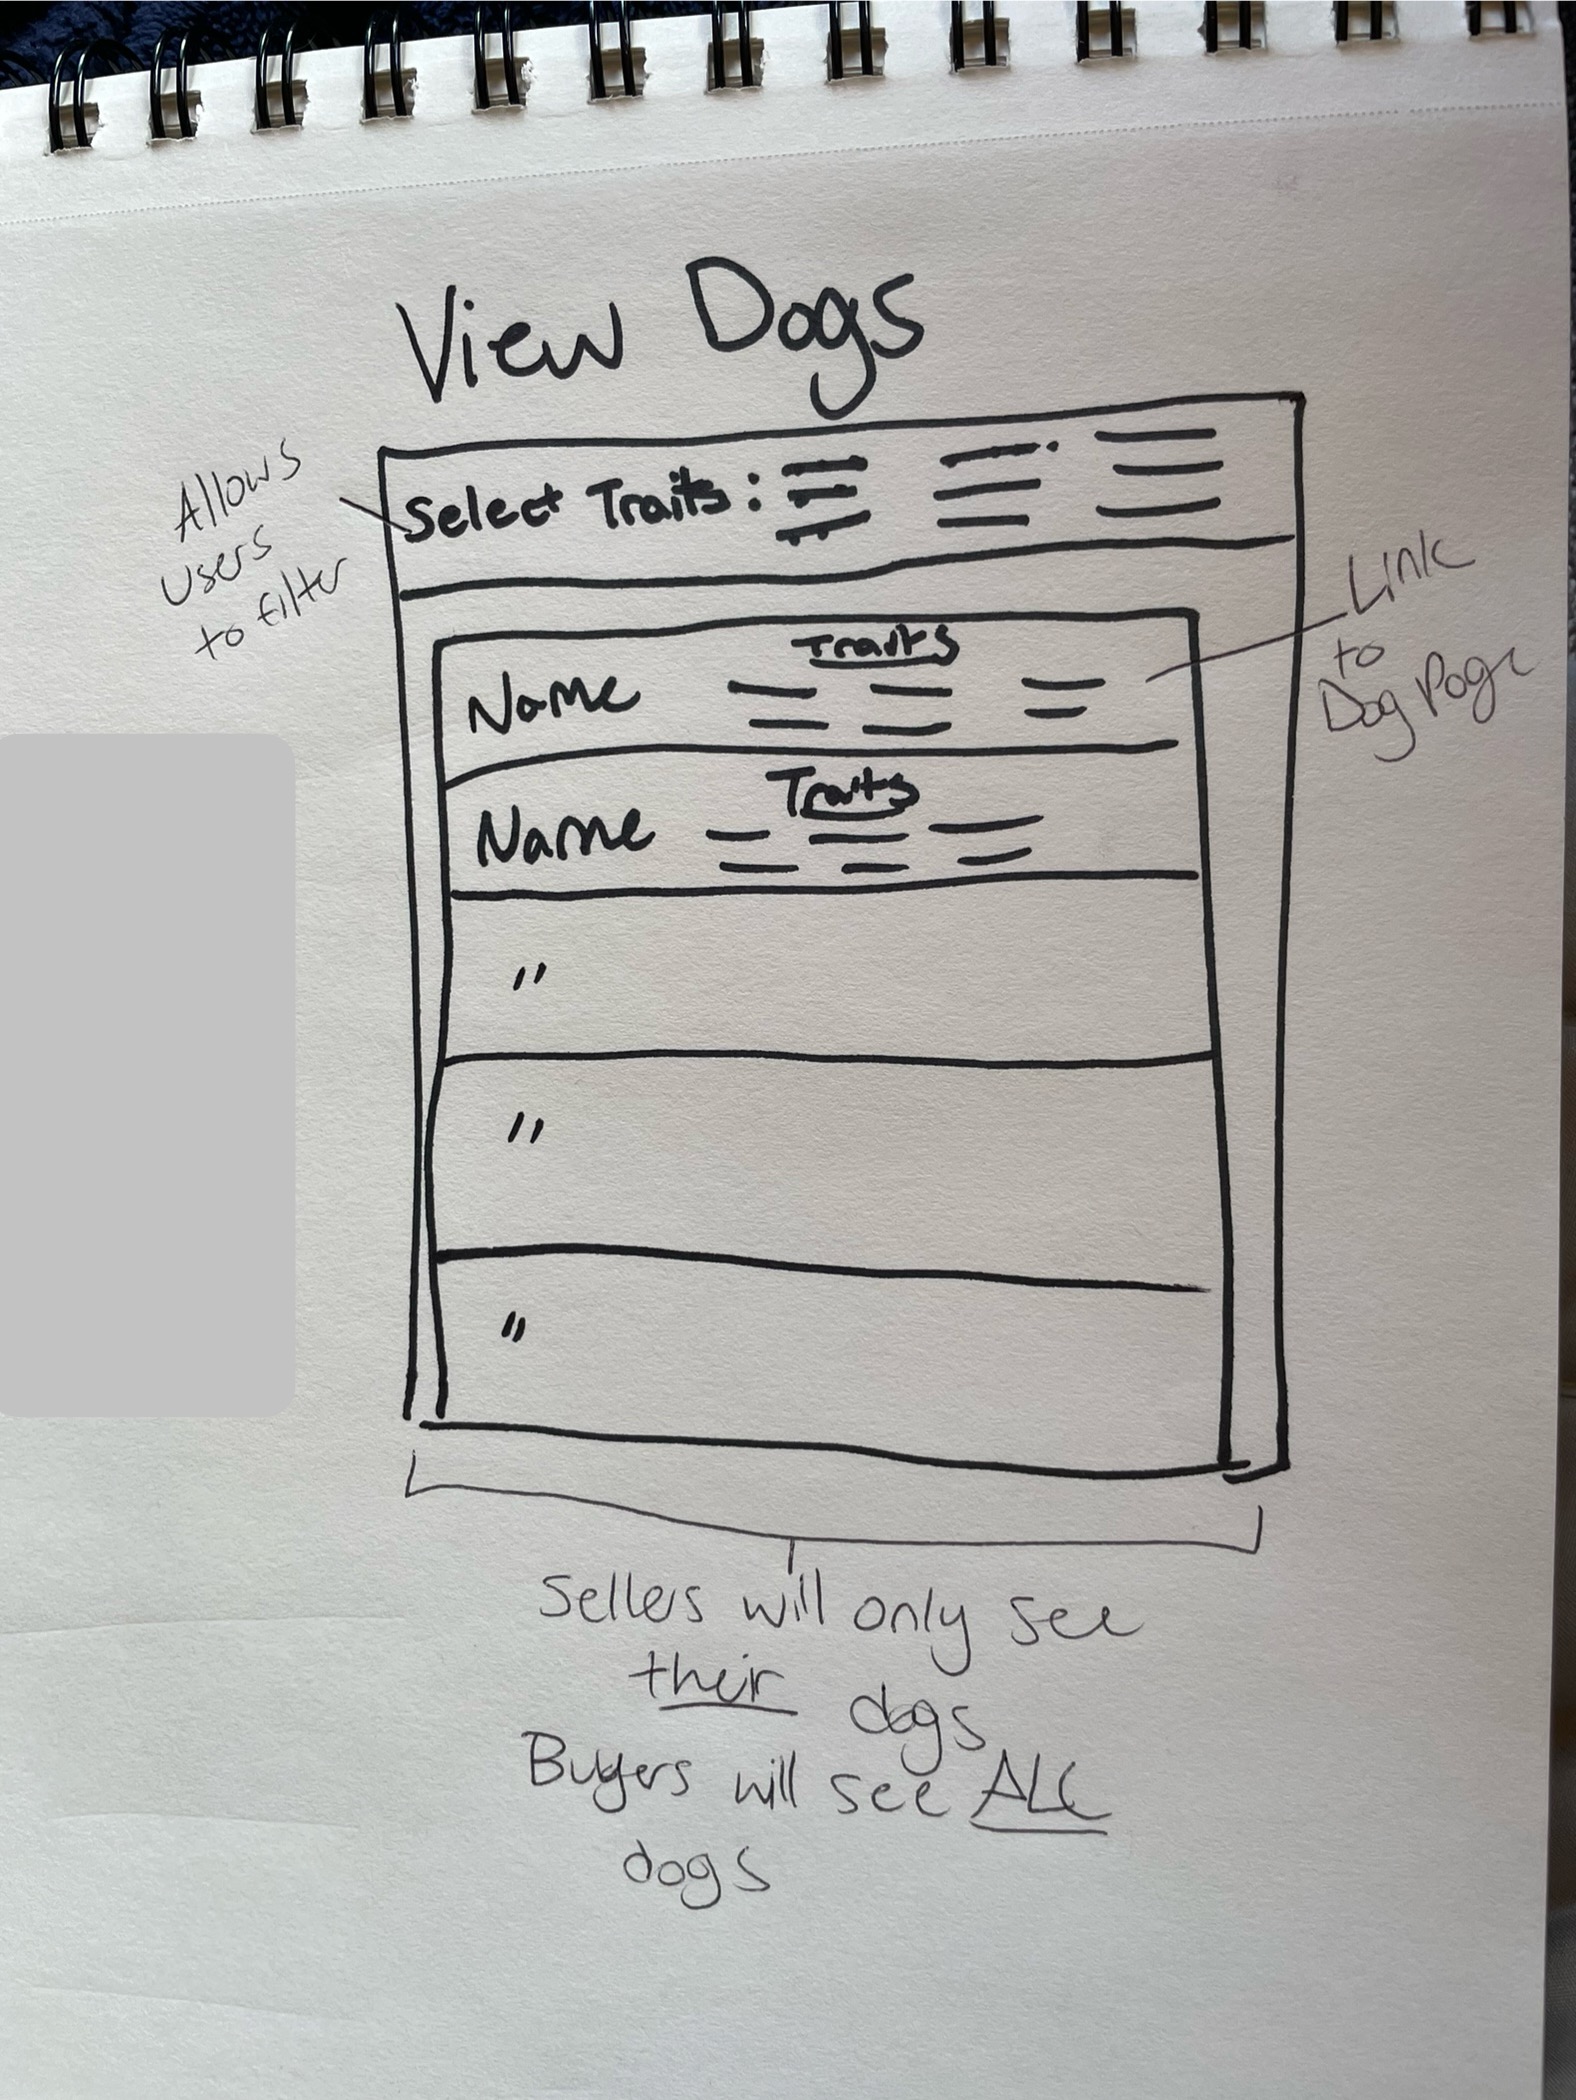 View Dogs
Allows
users
to filter
Select Traits:
Link
to
Dog Page
Traits
Name
Traits
Name
"
"
"
Sellers will only see
their dogs
Buyers will see ALL
dogs